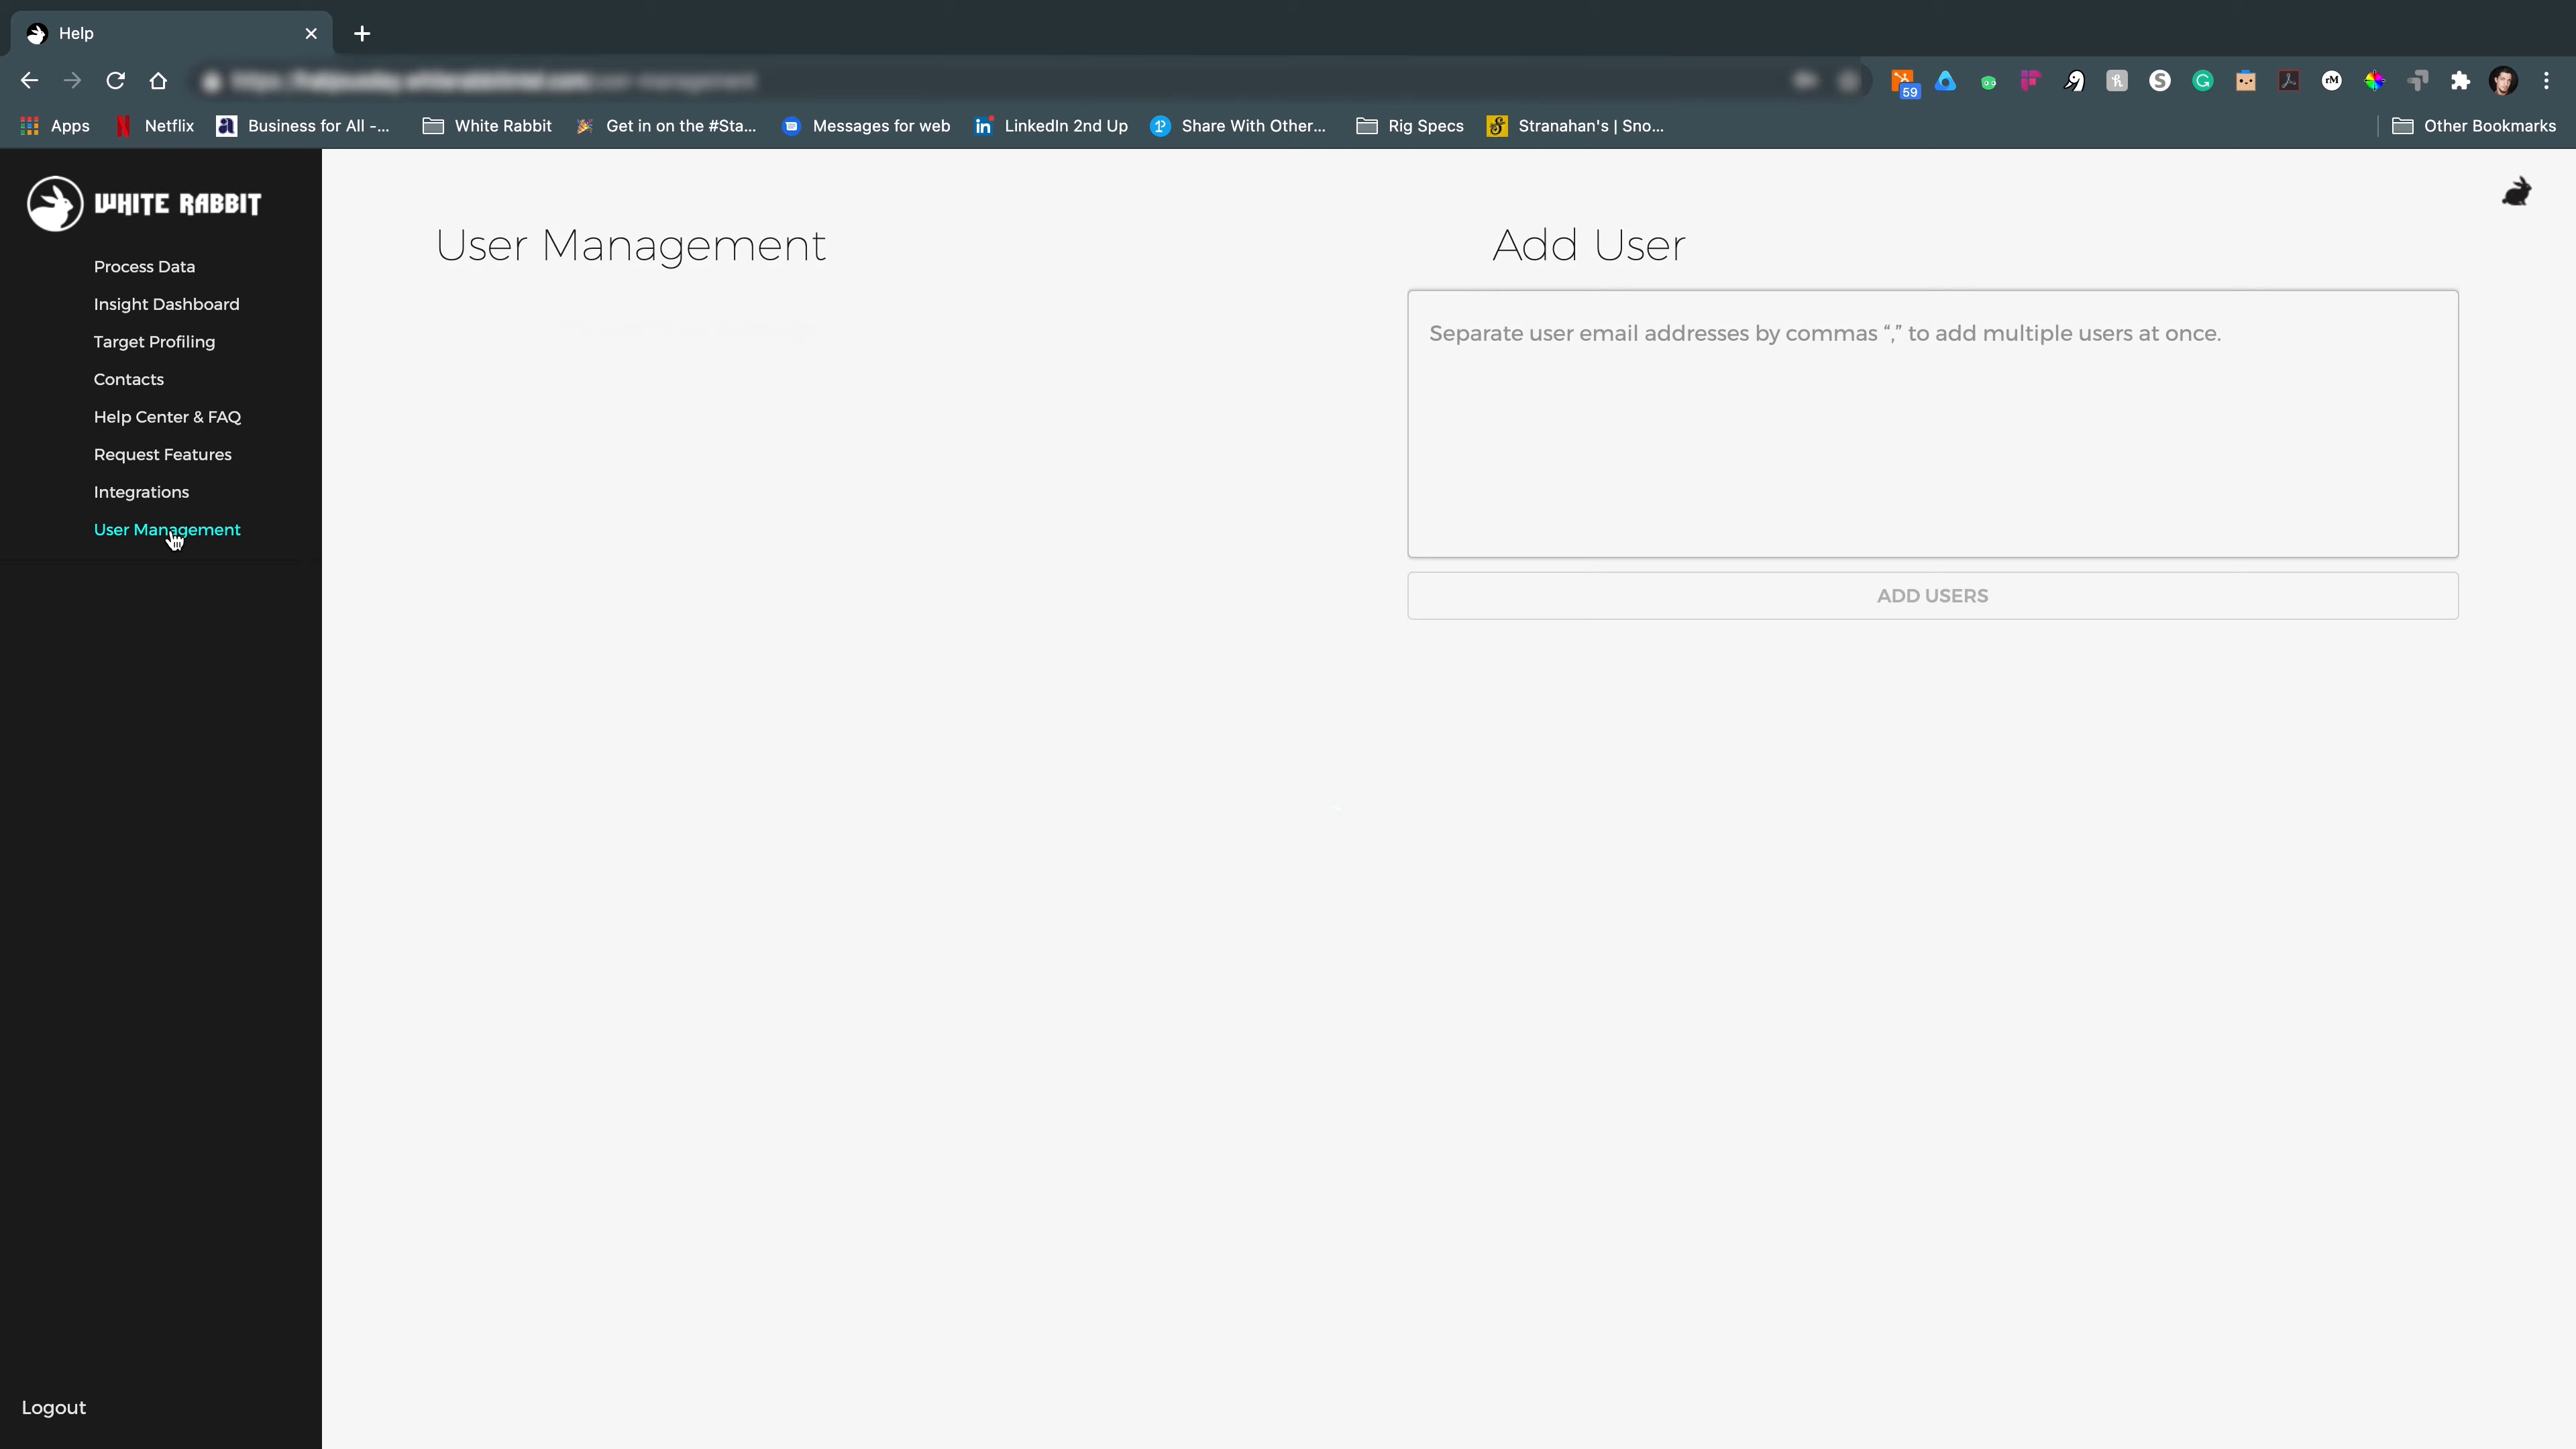 Help
59
Apps
Netflix
Business for All -...
White Rabbit
Get in on the #Sta...
Messages for web
LinkedIn 2nd Up
Share With Other...
Rig Specs
Stranahan's | Sno...
Other Bookmarks
WHITE RABBIT
Process Data
Insight Dashboard
Target Profiling
Contacts
Help Center & FAQ
Request Features
Integrations
User Management
Logout
User Management
Add User
Separate user email addresses by commas “,” to add multiple users at once.
ADD USERS